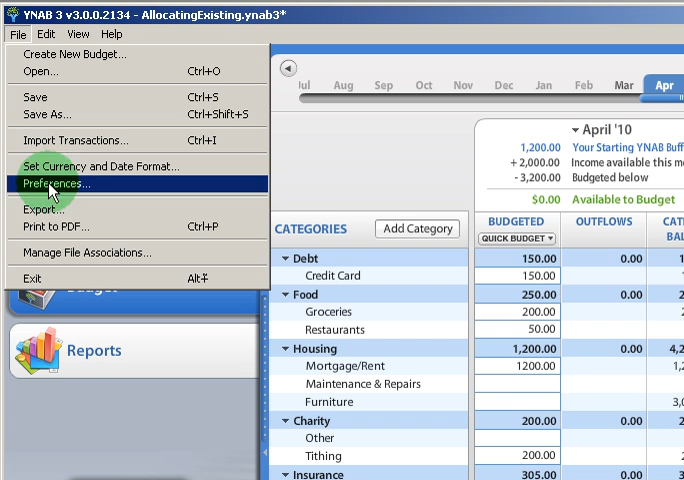 YNAB 3 v3.0.0.2134 - AllocatingExisting.ynab3*
File Edit View Help
Create New Budget...
Open... Ctrl+O
Save Ctrl+S
Save As... Ctrl+Shift+S
Import Transactions... Ctrl+I
Set Currency and Date Format...
Preferences...
Export...
Print to PDF... Ctrl+P
Manage File Associations...
Exit
Budget
Reports
Aug Sep Oct Nov Dec Jan Feb Mar Apr
April '10
1,200.00 Your Starting YNAB Buff
+ 2,000.00 Income available this m
- 3,200.00 Budgeted below
$0.00 Available to Budget
CATEGORIES Add Category BUDGETED OUTFLOWS
QUICK BUDGET
Debt 150.00 0.00
Credit Card 150.00
Food 250.00 0.00
Groceries 200.00
Restaurants 50.00
Housing 1,200.00 0.00
Mortgage/Rent 1200.00
Maintenance & Repairs
Furniture
Charity 200.00 0.00
Other
Tithing 200.00
Insurance 305.00 0.00